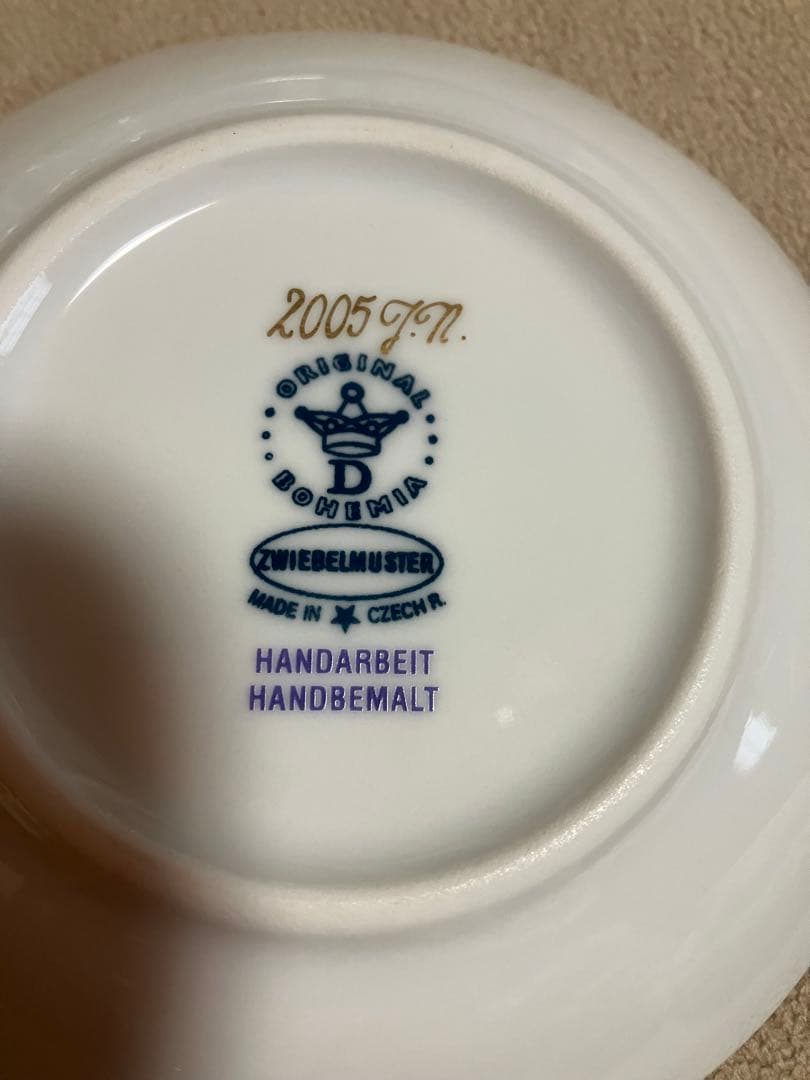 2005 J.N.
ORIGINAL
D
BOHEMIA
ZWIEBELMUSTER
MADE IN ★ CZECH R.
HANDARBEIT
HANDBEMALT